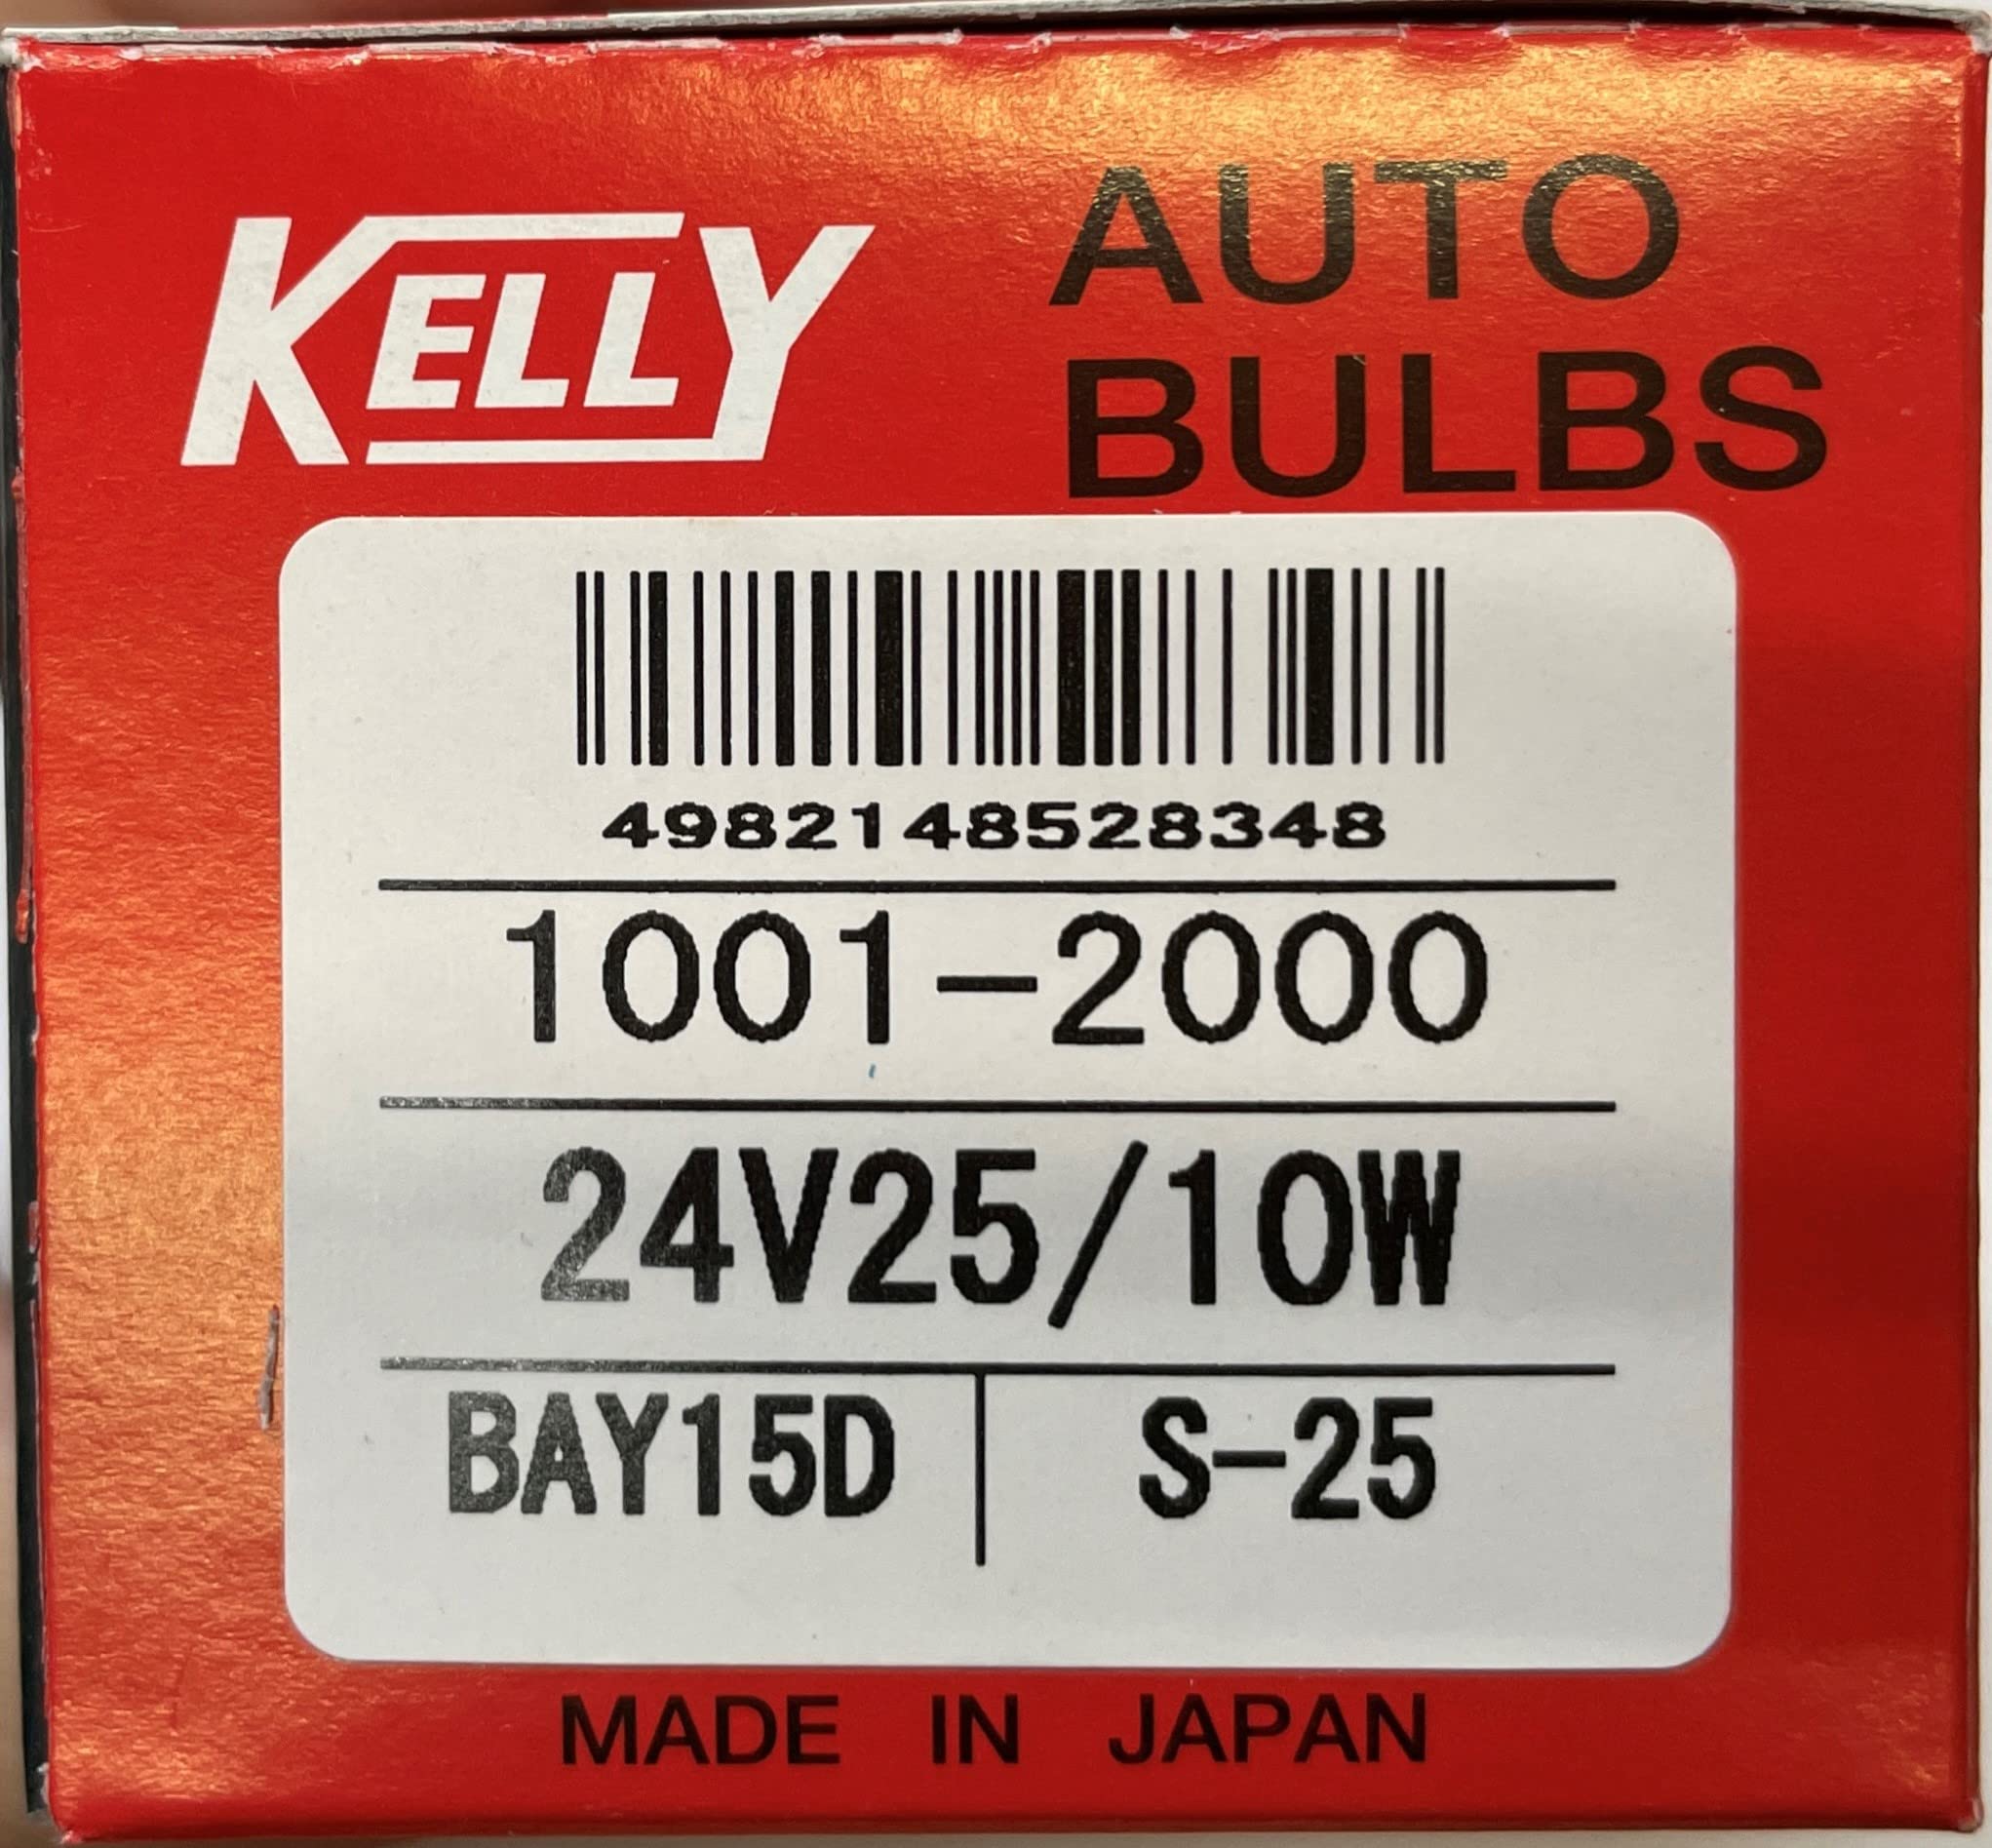 KELLY
AUTO
BULBS
4982148528348
1001-2000
24V25/10W
BAY15D
S-25
MADE IN JAPAN